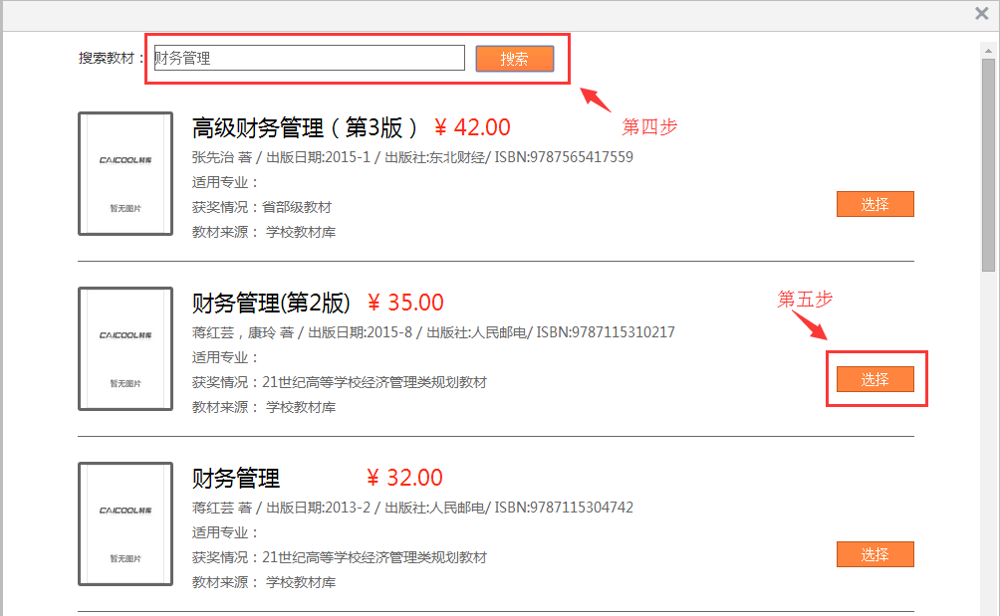 搜索教材：
财务管理
搜索
第四步
高级财务管理（第3版） ¥ 42.00
CAICOOL财库
暂无图片
张先治 著 / 出版日期:2015-1 / 出版社:东北财经/ ISBN:9787565417559
适用专业：
获奖情况：省部级教材
教材来源： 学校教材库
选择
财务管理(第2版) ¥ 35.00
CAICOOL财库
暂无图片
蒋红芸，康玲 著 / 出版日期:2015-8 / 出版社:人民邮电/ ISBN:9787115310217
适用专业：
获奖情况：21世纪高等学校经济管理类规划教材
教材来源： 学校教材库
第五步
选择
财务管理 ¥ 32.00
CAICOOL财库
暂无图片
蒋红芸 著 / 出版日期:2013-2 / 出版社:人民邮电/ ISBN:9787115304742
适用专业：
获奖情况：21世纪高等学校经济管理类规划教材
教材来源： 学校教材库
选择